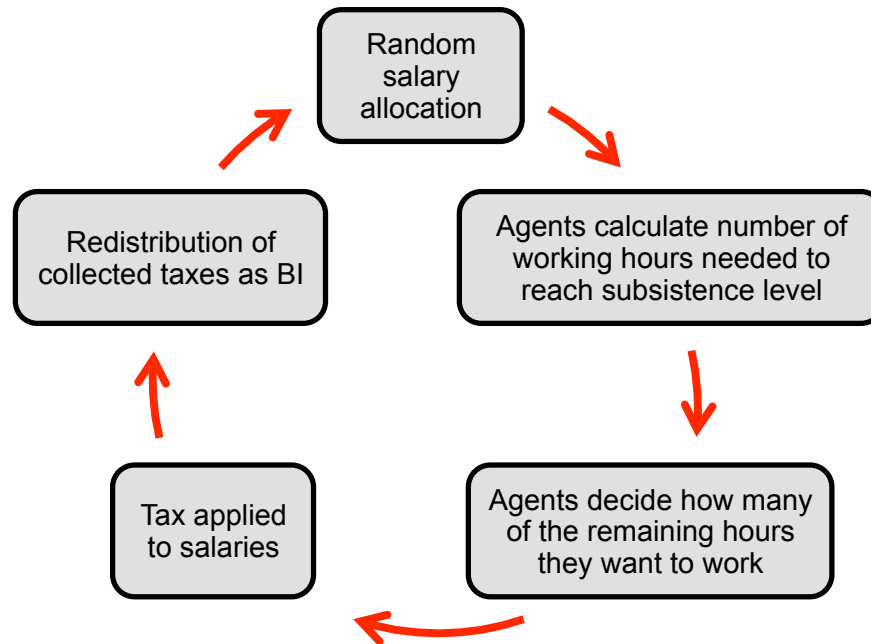 Random
salary
allocation
Agents calculate number of
working hours needed to
reach subsistence level
Agents decide how many
of the remaining hours
they want to work
Tax applied
to salaries
Redistribution of
collected taxes as BI